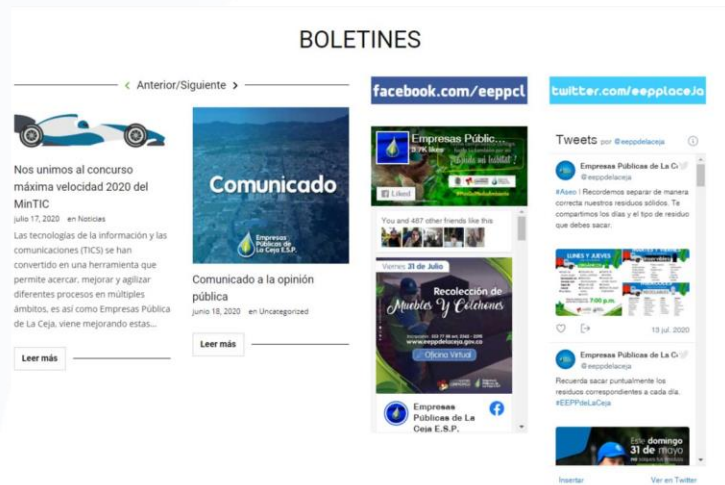 BOLETINES
Anterior/Siguiente
Nos unimos al concurso
máxima velocidad 2020 del
MinTIC
julio 17, 2020 en Noticias
Las tecnologías de la información y las
comunicaciones (TICS) se han
convertido en una herramienta que
permite acercar, mejorar y agilizar
diferentes procesos en múltiples
ámbitos, es así como Empresas Pública
de La Ceja, viene mejorando estas...
Leer más
Comunicado
Empresas
Públicas de
La Ceja E.S.P.
Comunicado a la opinión
pública
junio 18, 2020 en Uncategorized
Leer más
facebook.com/eeppcl
Empresas Públic...
Liked
You and 487 other friends like this
Viernes 31 de Julio
Recolección de
Muebles Y Colchones
www.eeppdelaceja.gov.co
Oficina Virtual
Empresas
Públicas de La
Ceja E.S.P.
twitter.com/eepplaceja
Tweets por @eeppdelaceja
Empresas Públicas de La C
@eeppdelaceja
#Aseo | Recordemos separar de manera
correcta nuestros residuos sólidos. Te
compartimos los días y el tipo de residuo
que debes sacar.
LUNES Y JUEVES
7:00 p.m.
19 jul. 2020
Empresas Públicas de La C
@eeppdelaceja
Recuerda sacar puntualmente los
residuos correspondientes a cada día.
#EEPPdeLaCeja
Este domingo
31 de mayo
Insertar
Ver en Twitter